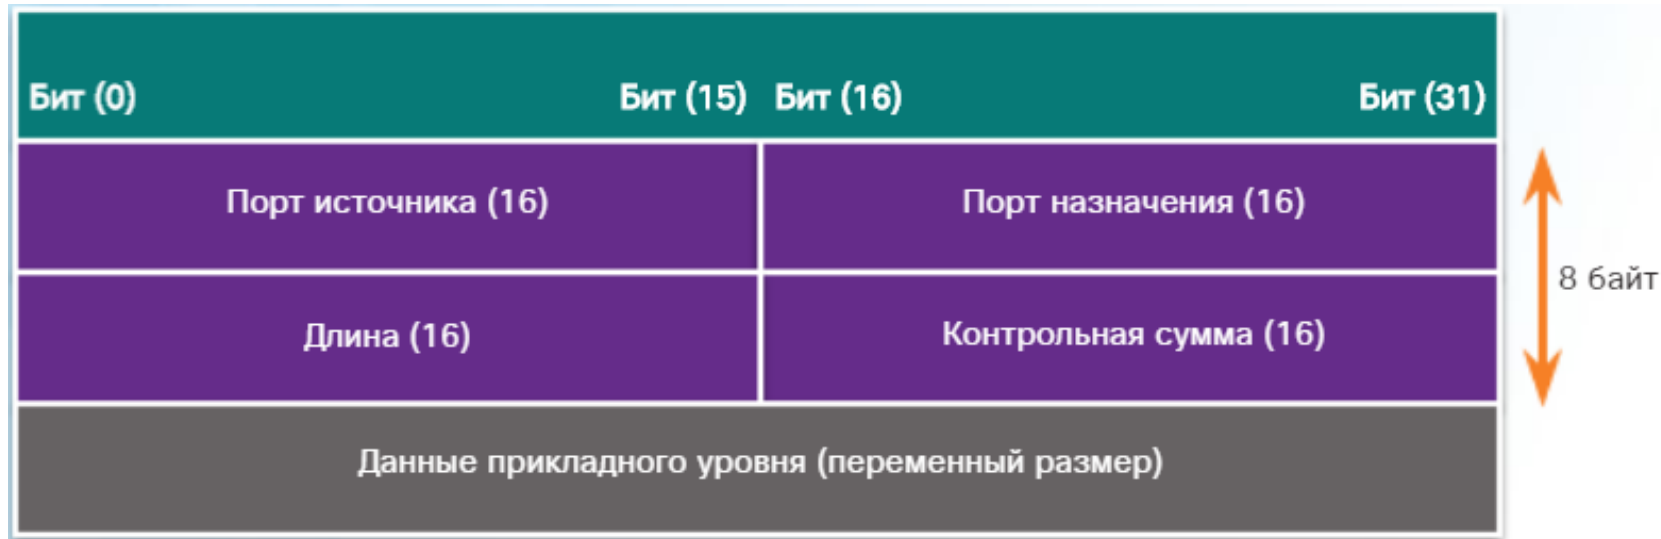 Бит (0) Бит (15) Бит (16) Бит (31)
Порт источника (16) Порт назначения (16)
8 байт
Длина (16) Контрольная сумма (16)
Данные прикладного уровня (переменный размер)